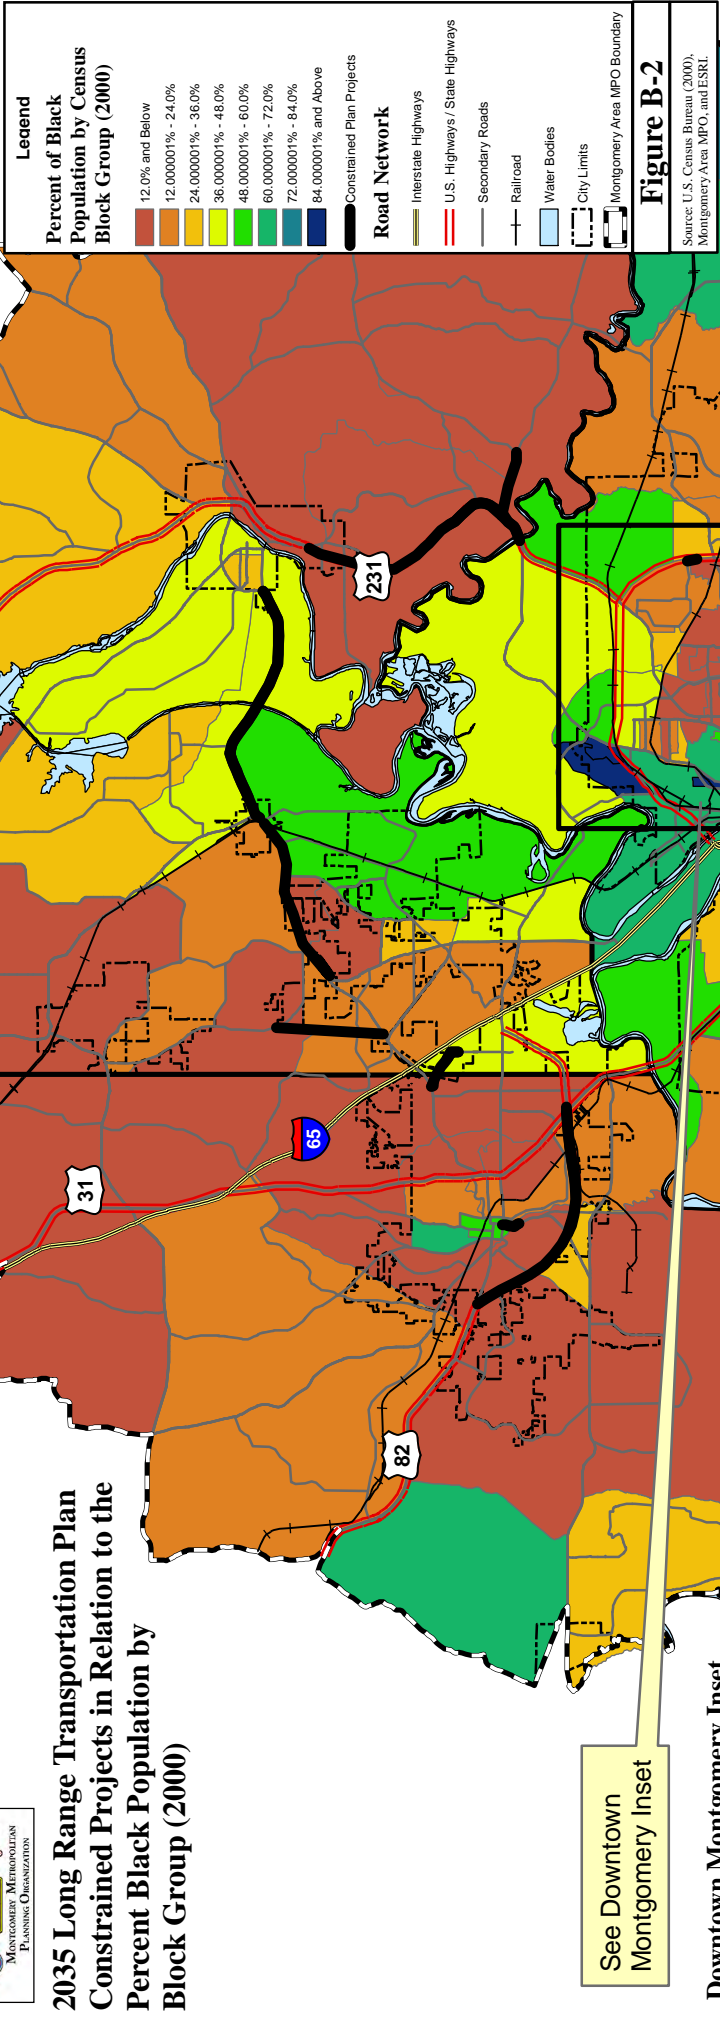 MONTGOMERY METROPOLITAN
PLANNING ORGANIZATION
2035 Long Range Transportation Plan
Constrained Projects in Relation to the
Percent Black Population by
Block Group (2000)
See Downtown
Montgomery Inset
Downtown Montgomery Inset
82
31
65
231
Legend
Percent of Black
Population by Census
Block Group (2000)
12.0% and Below
12.000001% - 24.0%
24.000001% - 36.0%
36.000001% - 48.0%
48.000001% - 60.0%
60.000001% - 72.0%
72.000001% - 84.0%
84.000001% and Above
Constrained Plan Projects
Road Network
Interstate Highways
U.S. Highways / State Highways
Secondary Roads
Railroad
Water Bodies
City Limits
Montgomery Area MPO Boundary
Figure B-2
Source: U.S. Census Bureau (2000),
Montgomery Area MPO, and ESRI.